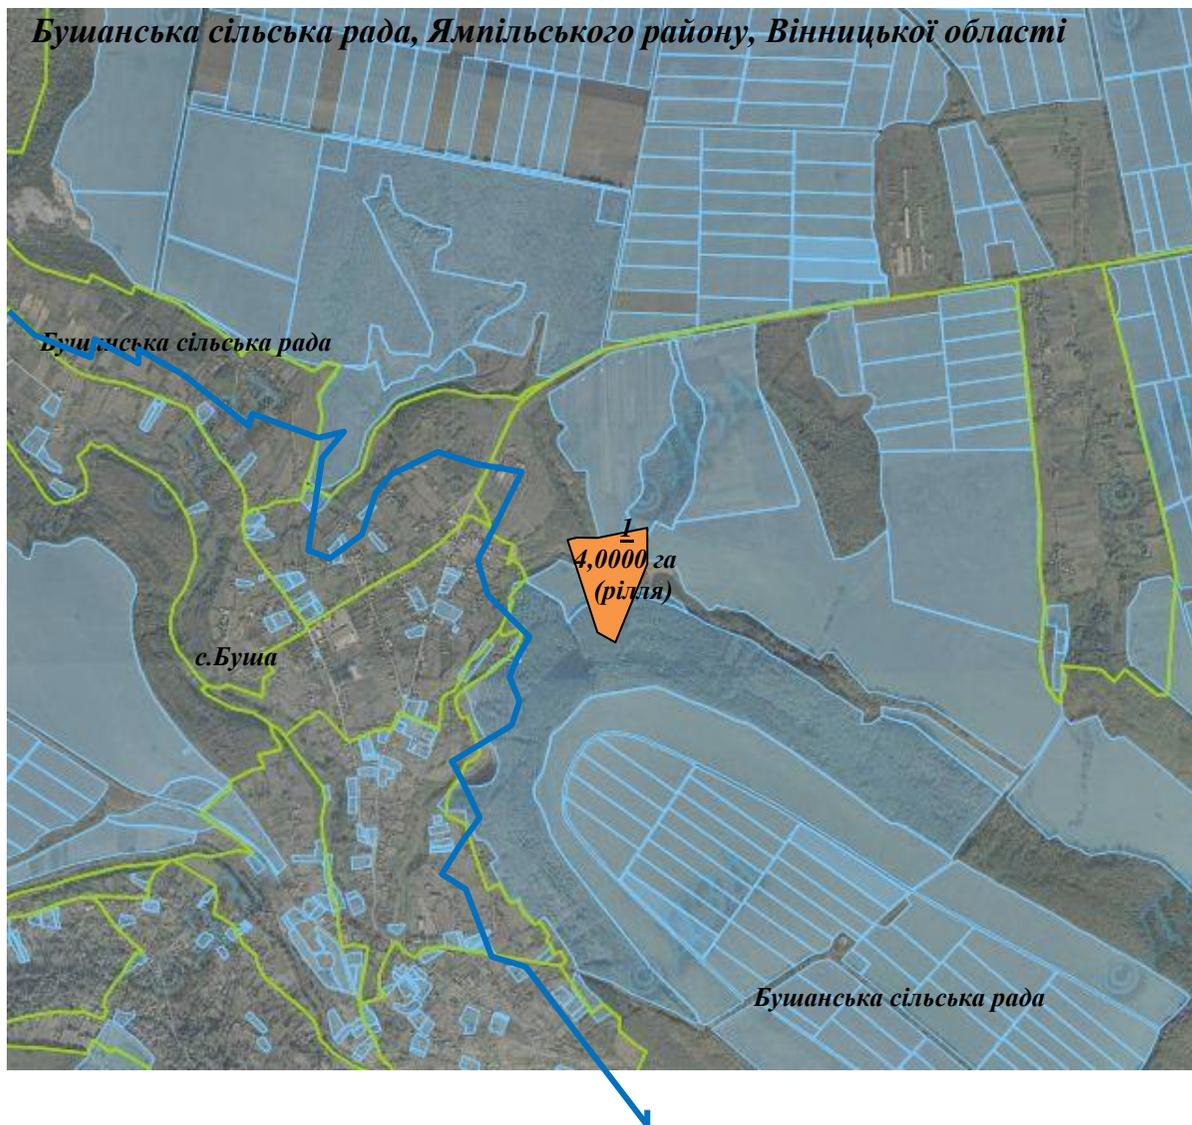 Бушанська сільська рада, Ямпільського району, Вінницької області
Бушанська сільська рада
1
4,0000 га
(рілля)
с.Буша
Бушанська сільська рада